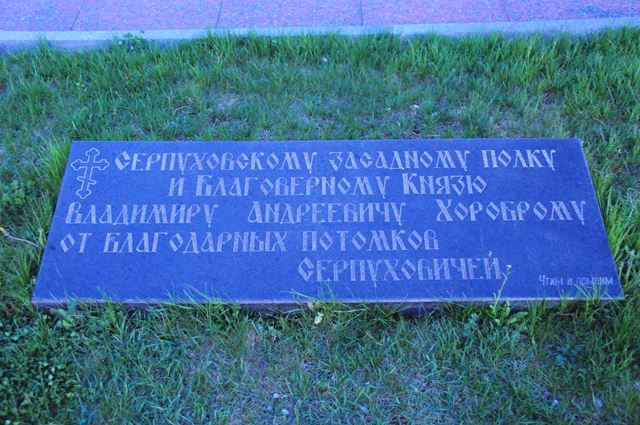 Серпуховскому засадному полку
и Благоверному Князю
Владимиру Андреевичу Хороброму
от благодарных потомков
Серпуховичей.
Чтим и помним